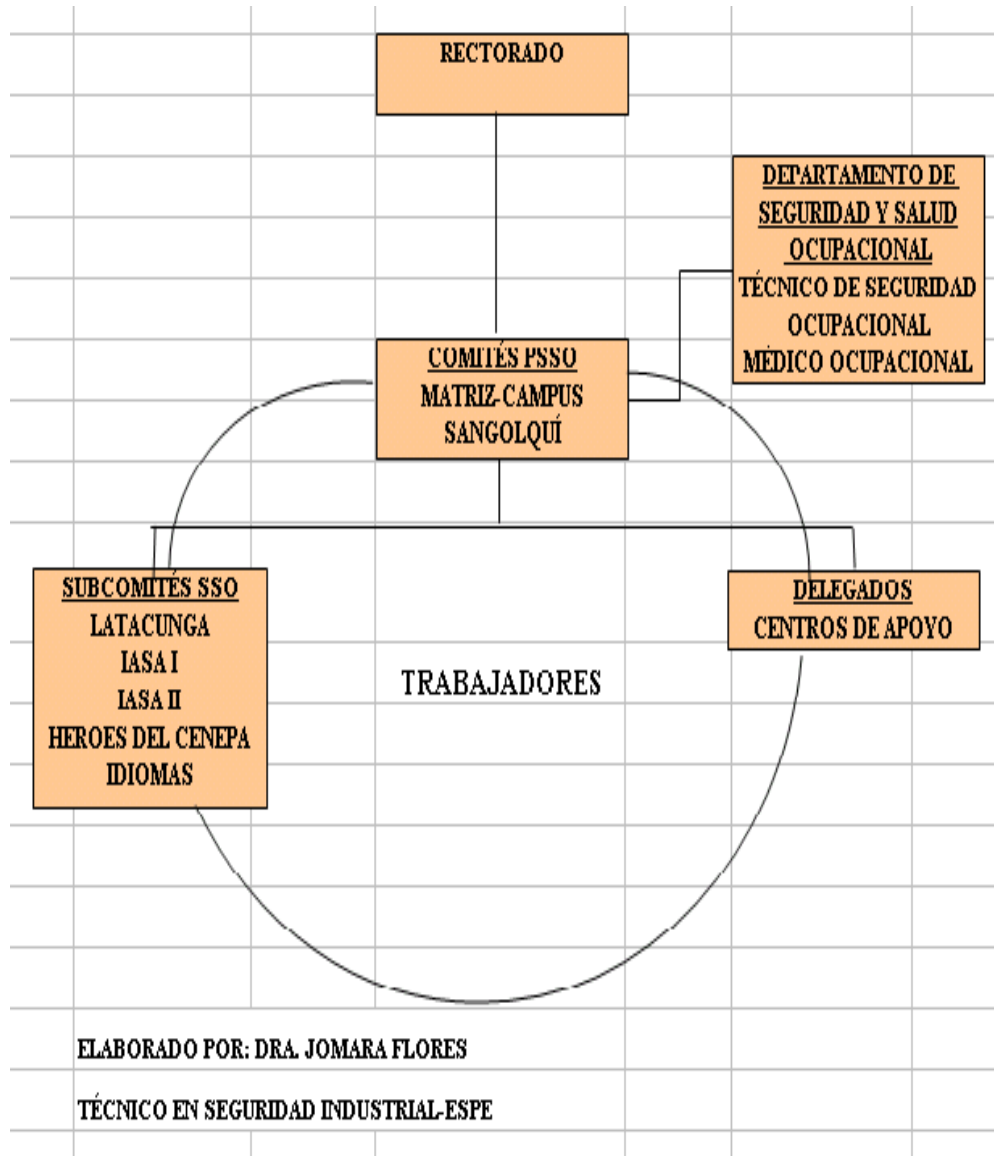 RECTORADO
DEPARTAMENTO DE
SEGURIDAD Y SALUD
OCUPACIONAL
TÉCNICO DE SEGURIDAD
OCUPACIONAL
MÉDICO OCUPACIONAL
COMITÉS PSSO
MATRIZ-CAMPUS
SANGOLQUÍ
SUBCOMITÉS SSO
LATACUNGA
IASA I
IASA II
HEROES DEL CENEPA
IDIOMAS
DELEGADOS
CENTROS DE APOYO
TRABAJADORES
ELABORADO POR: DRA. JOMARA FLORES
TÉCNICO EN SEGURIDAD INDUSTRIAL-ESPE